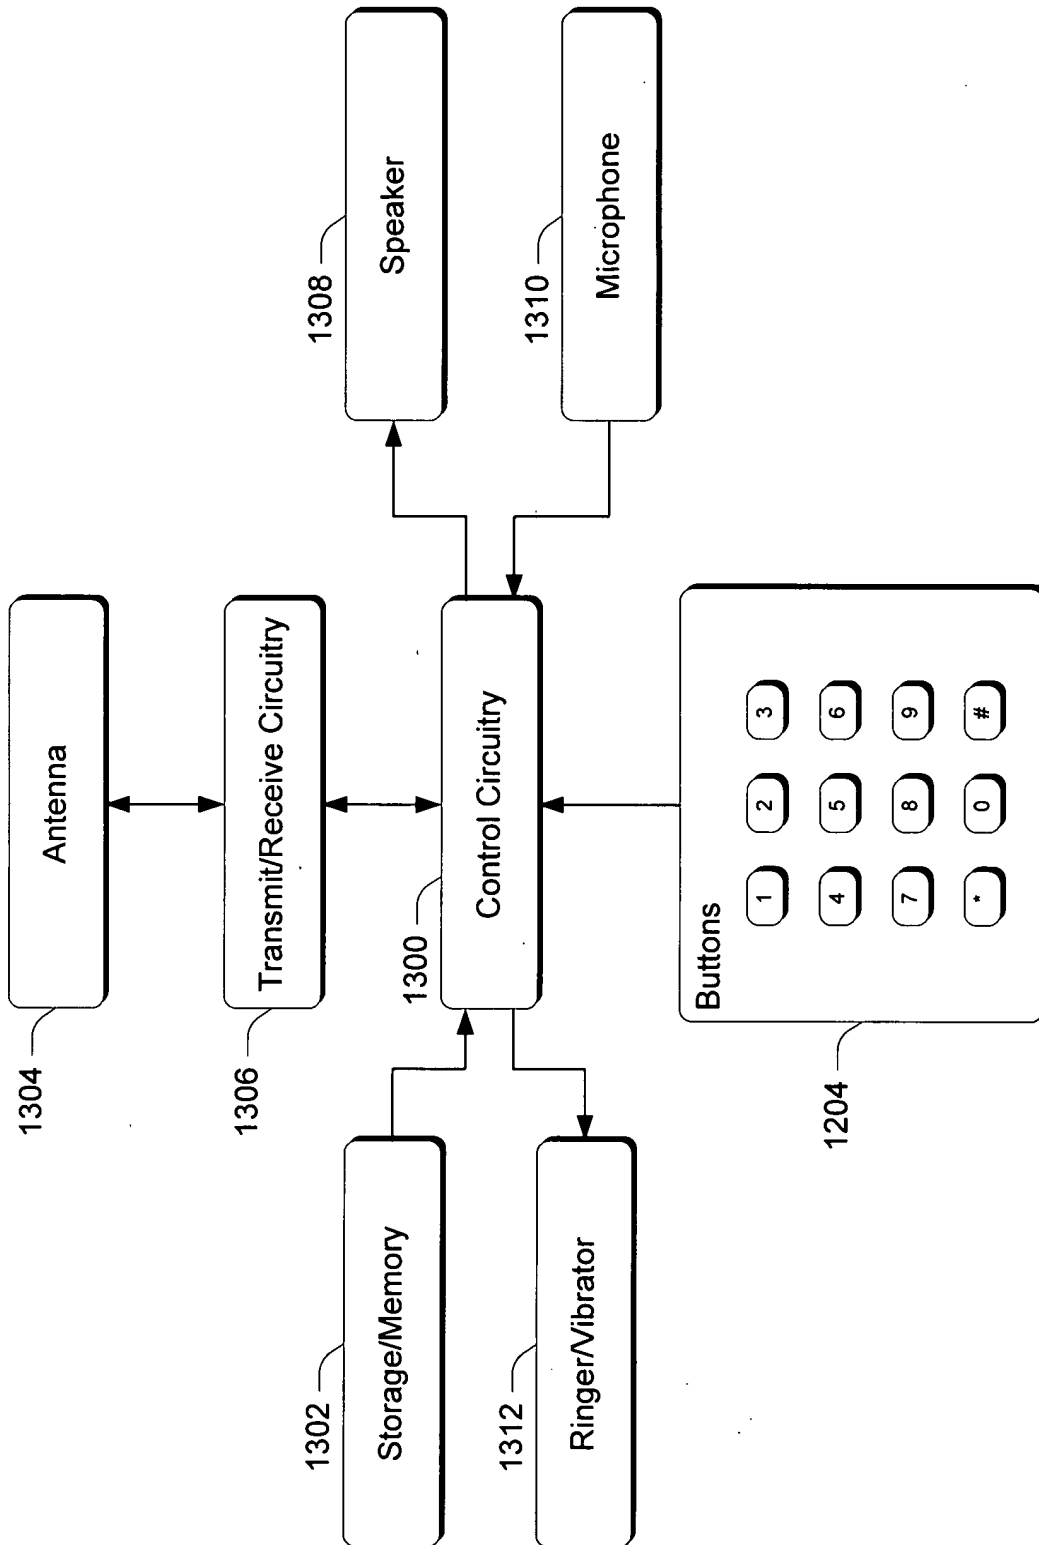 1304
Antenna
1306
Transmit/Receive Circuitry
1302
Storage/Memory
1308
Speaker
1300
Control Circuitry
1312
Ringer/Vibrator
1310
Microphone
1204
Buttons
1 2 3
4 5 6
7 8 9
* 0 #